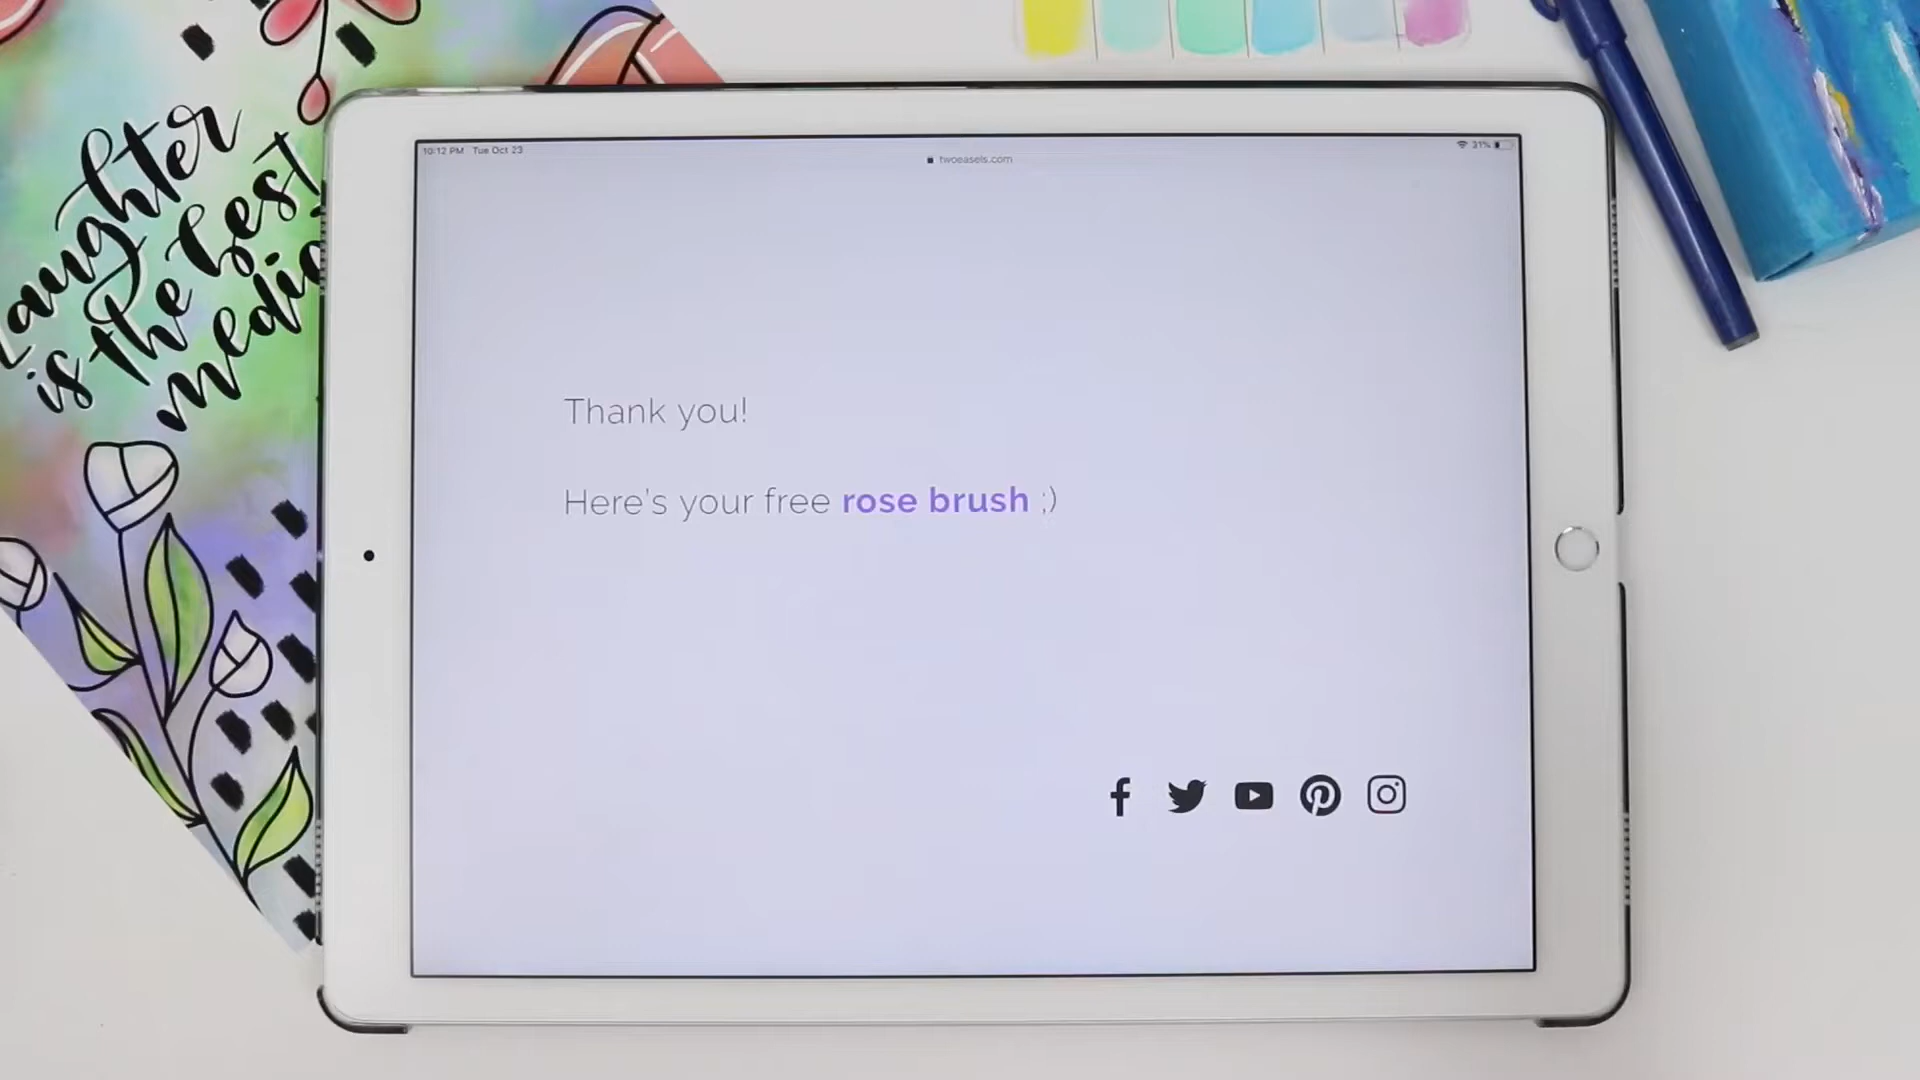 Laughter
is the best
medic
10:12 PM Tue Oct 23
twoeasels.com
31%
Thank you!
Here's your free rose brush ;)